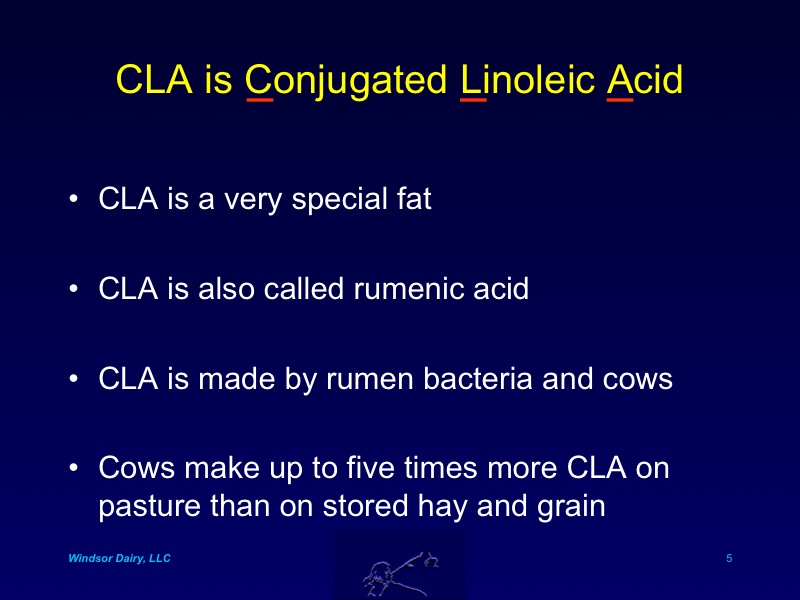 CLA is Conjugated Linoleic Acid
• CLA is a very special fat
• CLA is also called rumenic acid
• CLA is made by rumen bacteria and cows
• Cows make up to five times more CLA on
pasture than on stored hay and grain
Windsor Dairy, LLC
5